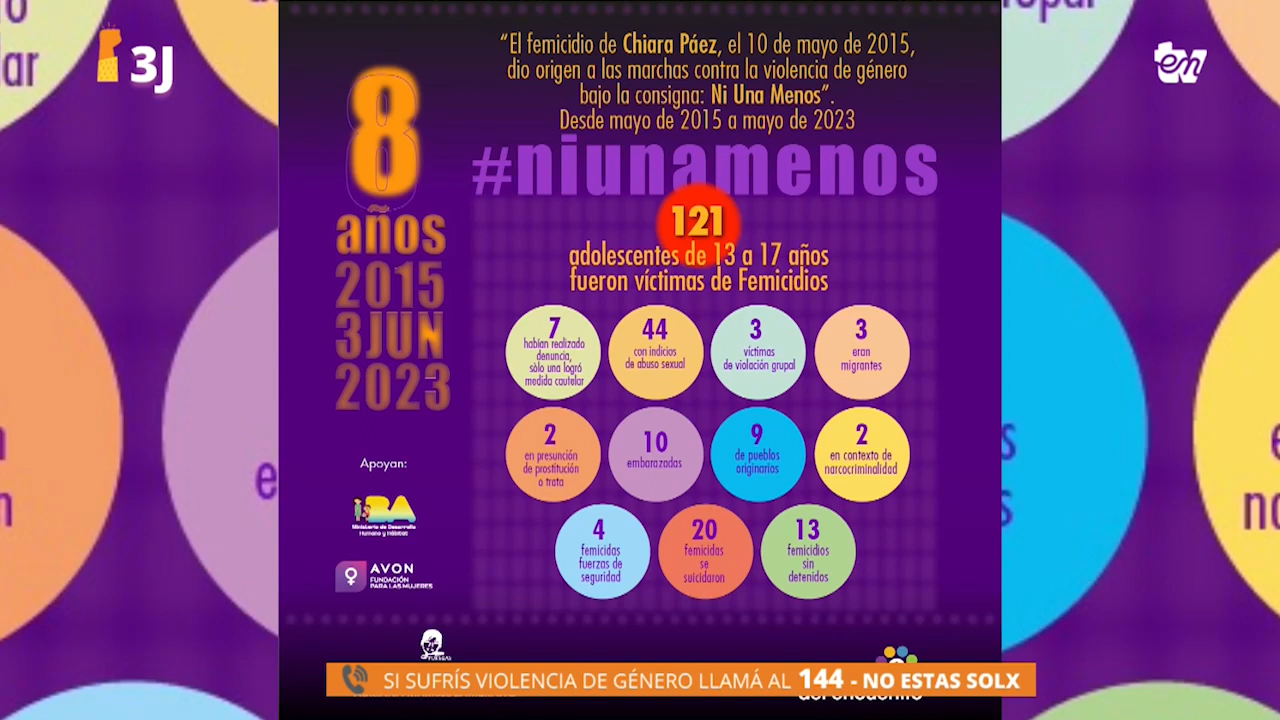 3J
en
“El femicidio de Chiara Páez, el 10 de mayo de 2015,
dio origen a las marchas contra la violencia de género
bajo la consigna: Ni Una Menos”.
Desde mayo de 2015 a mayo de 2023
#niunamenos
8
años
2015
3JUN
2023
121
adolescentes de 13 a 17 años
fueron víctimas de Femicidios
7
habían realizado
denuncia,
sòlo una logró
medida cautelar
44
con indicios
de abuso sexual
3
víctimas
de violación grupal
3
eran
migrantes
2
en presunción
de prostitución
o trata
10
embarazadas
9
de pueblos
originarios
2
en contexto de
narcocriminalidad
4
femicidas
fuerzas de
seguridad
20
femicidas
se
suicidaron
13
femicidios
sin
detenidos
Apoyan:
BA
Ministerio de Desarrollo
Humano y Hábitat
AVON
FUNDACIÓN
PARA LAS MUJERES
SI SUFRÍS VIOLENCIA DE GÉNERO LLAMÁ AL 144 - NO ESTAS SOLX